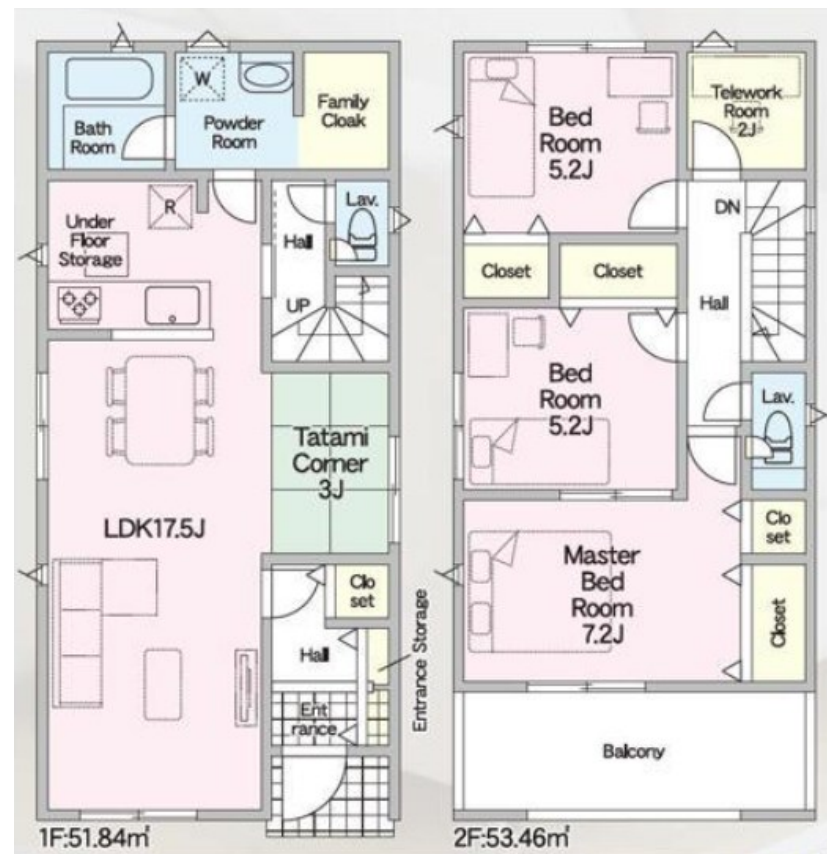 Bath
Room
W
Powder
Room
Family
Cloak
Under
Floor
Storage
R
Hall
Lav.
UP
Tatami
Corner
3J
LDK17.5J
Clo
set
Hall
Entrance Storage
Ent
rance
1F:51.84㎡
Bed
Room
5.2J
Telework
Room
2J
DN
Closet
Closet
Hall
Bed
Room
5.2J
Lav.
Clo
set
Master
Bed
Room
7.2J
Closet
Balcony
2F:53.46㎡